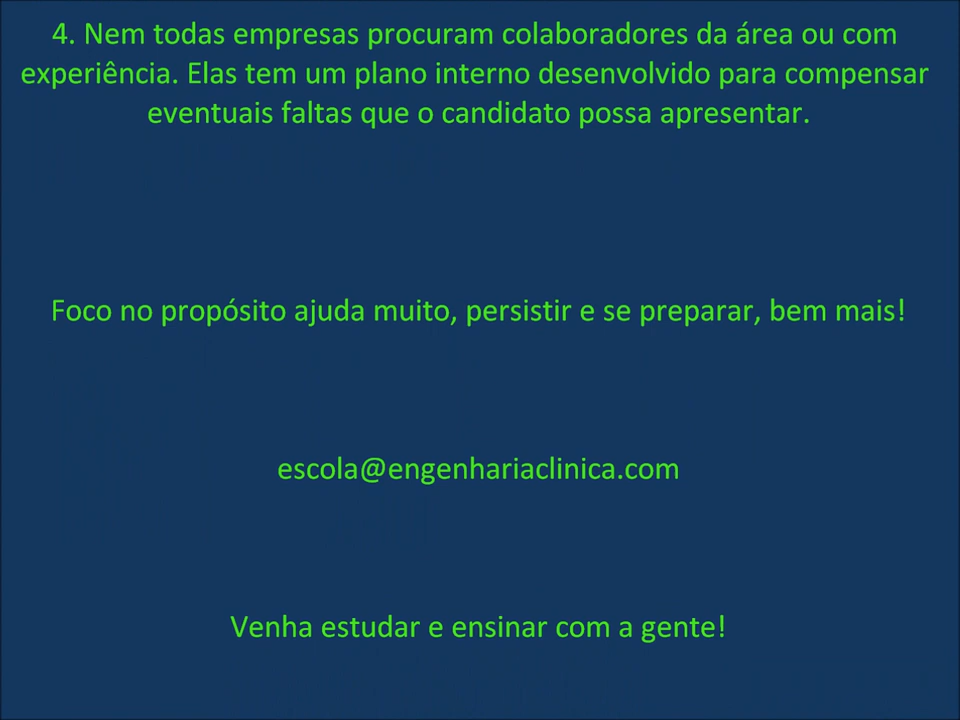 4. Nem todas empresas procuram colaboradores da área ou com
experiência. Elas tem um plano interno desenvolvido para compensar
eventuais faltas que o candidato possa apresentar.
Foco no propósito ajuda muito, persistir e se preparar, bem mais!
escola@engenhariaclinica.com
Venha estudar e ensinar com a gente!